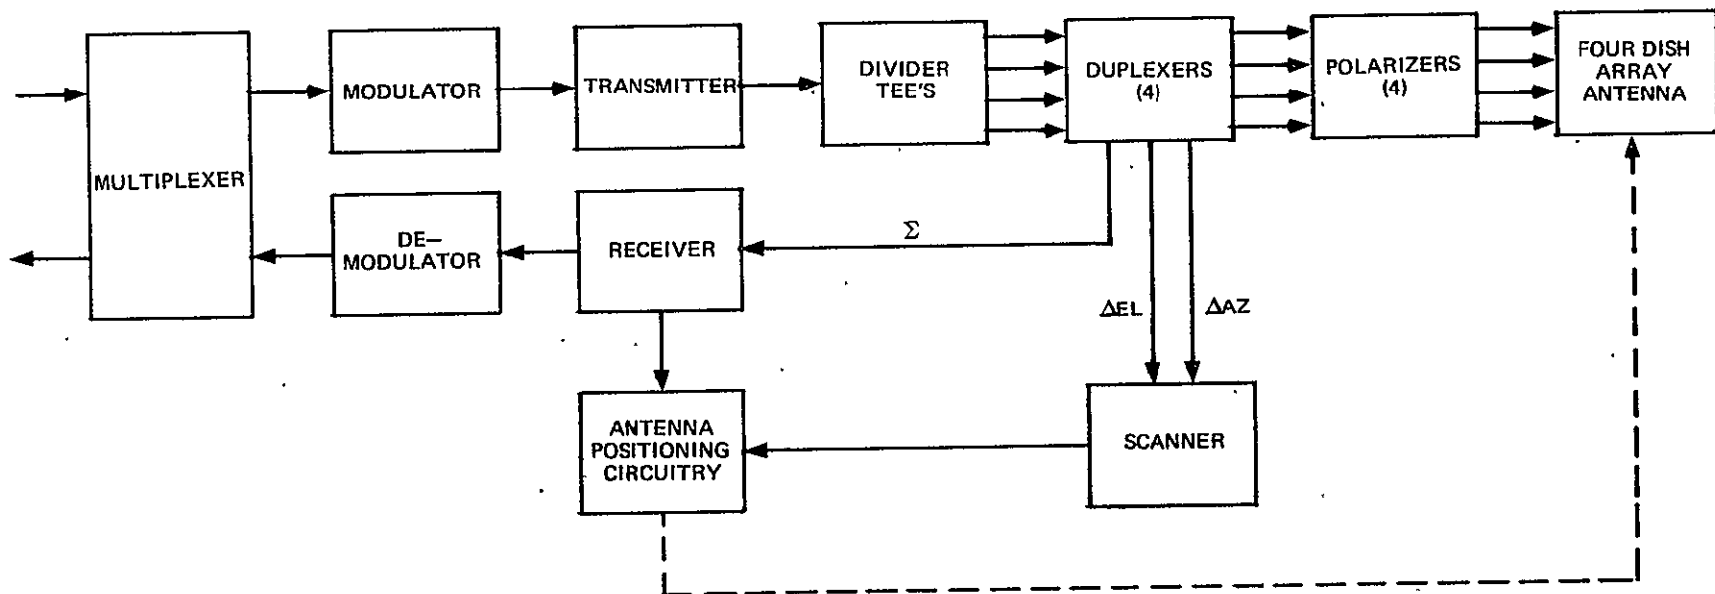 MULTIPLEXER
MODULATOR
TRANSMITTER
DIVIDER
TEE'S
DUPLEXERS
(4)
POLARIZERS
(4)
FOUR DISH
ARRAY
ANTENNA
DE–
MODULATOR
RECEIVER
Σ
ΔEL
ΔAZ
ANTENNA
POSITIONING
CIRCUITRY
SCANNER